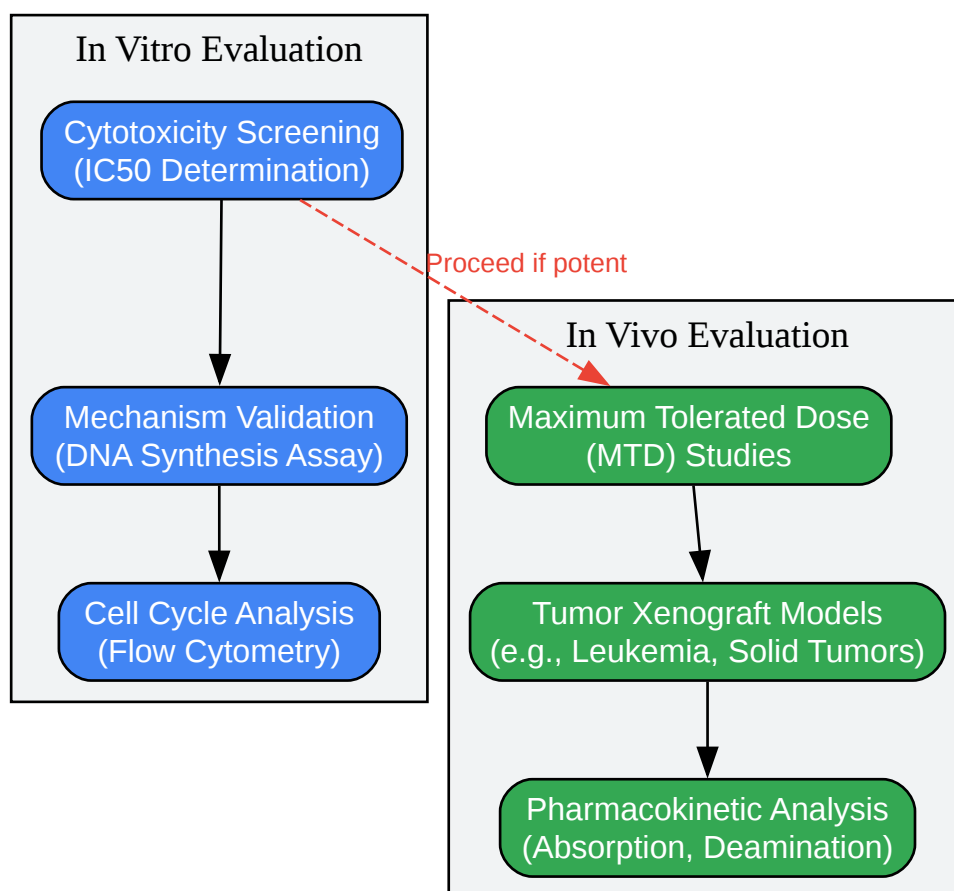 In Vitro Evaluation
Cytotoxicity Screening
(IC50 Determination)
Proceed if potent
Mechanism Validation
(DNA Synthesis Assay)
Cell Cycle Analysis
(Flow Cytometry)
In Vivo Evaluation
Maximum Tolerated Dose
(MTD) Studies
Tumor Xenograft Models
(e.g., Leukemia, Solid Tumors)
Pharmacokinetic Analysis
(Absorption, Deamination)